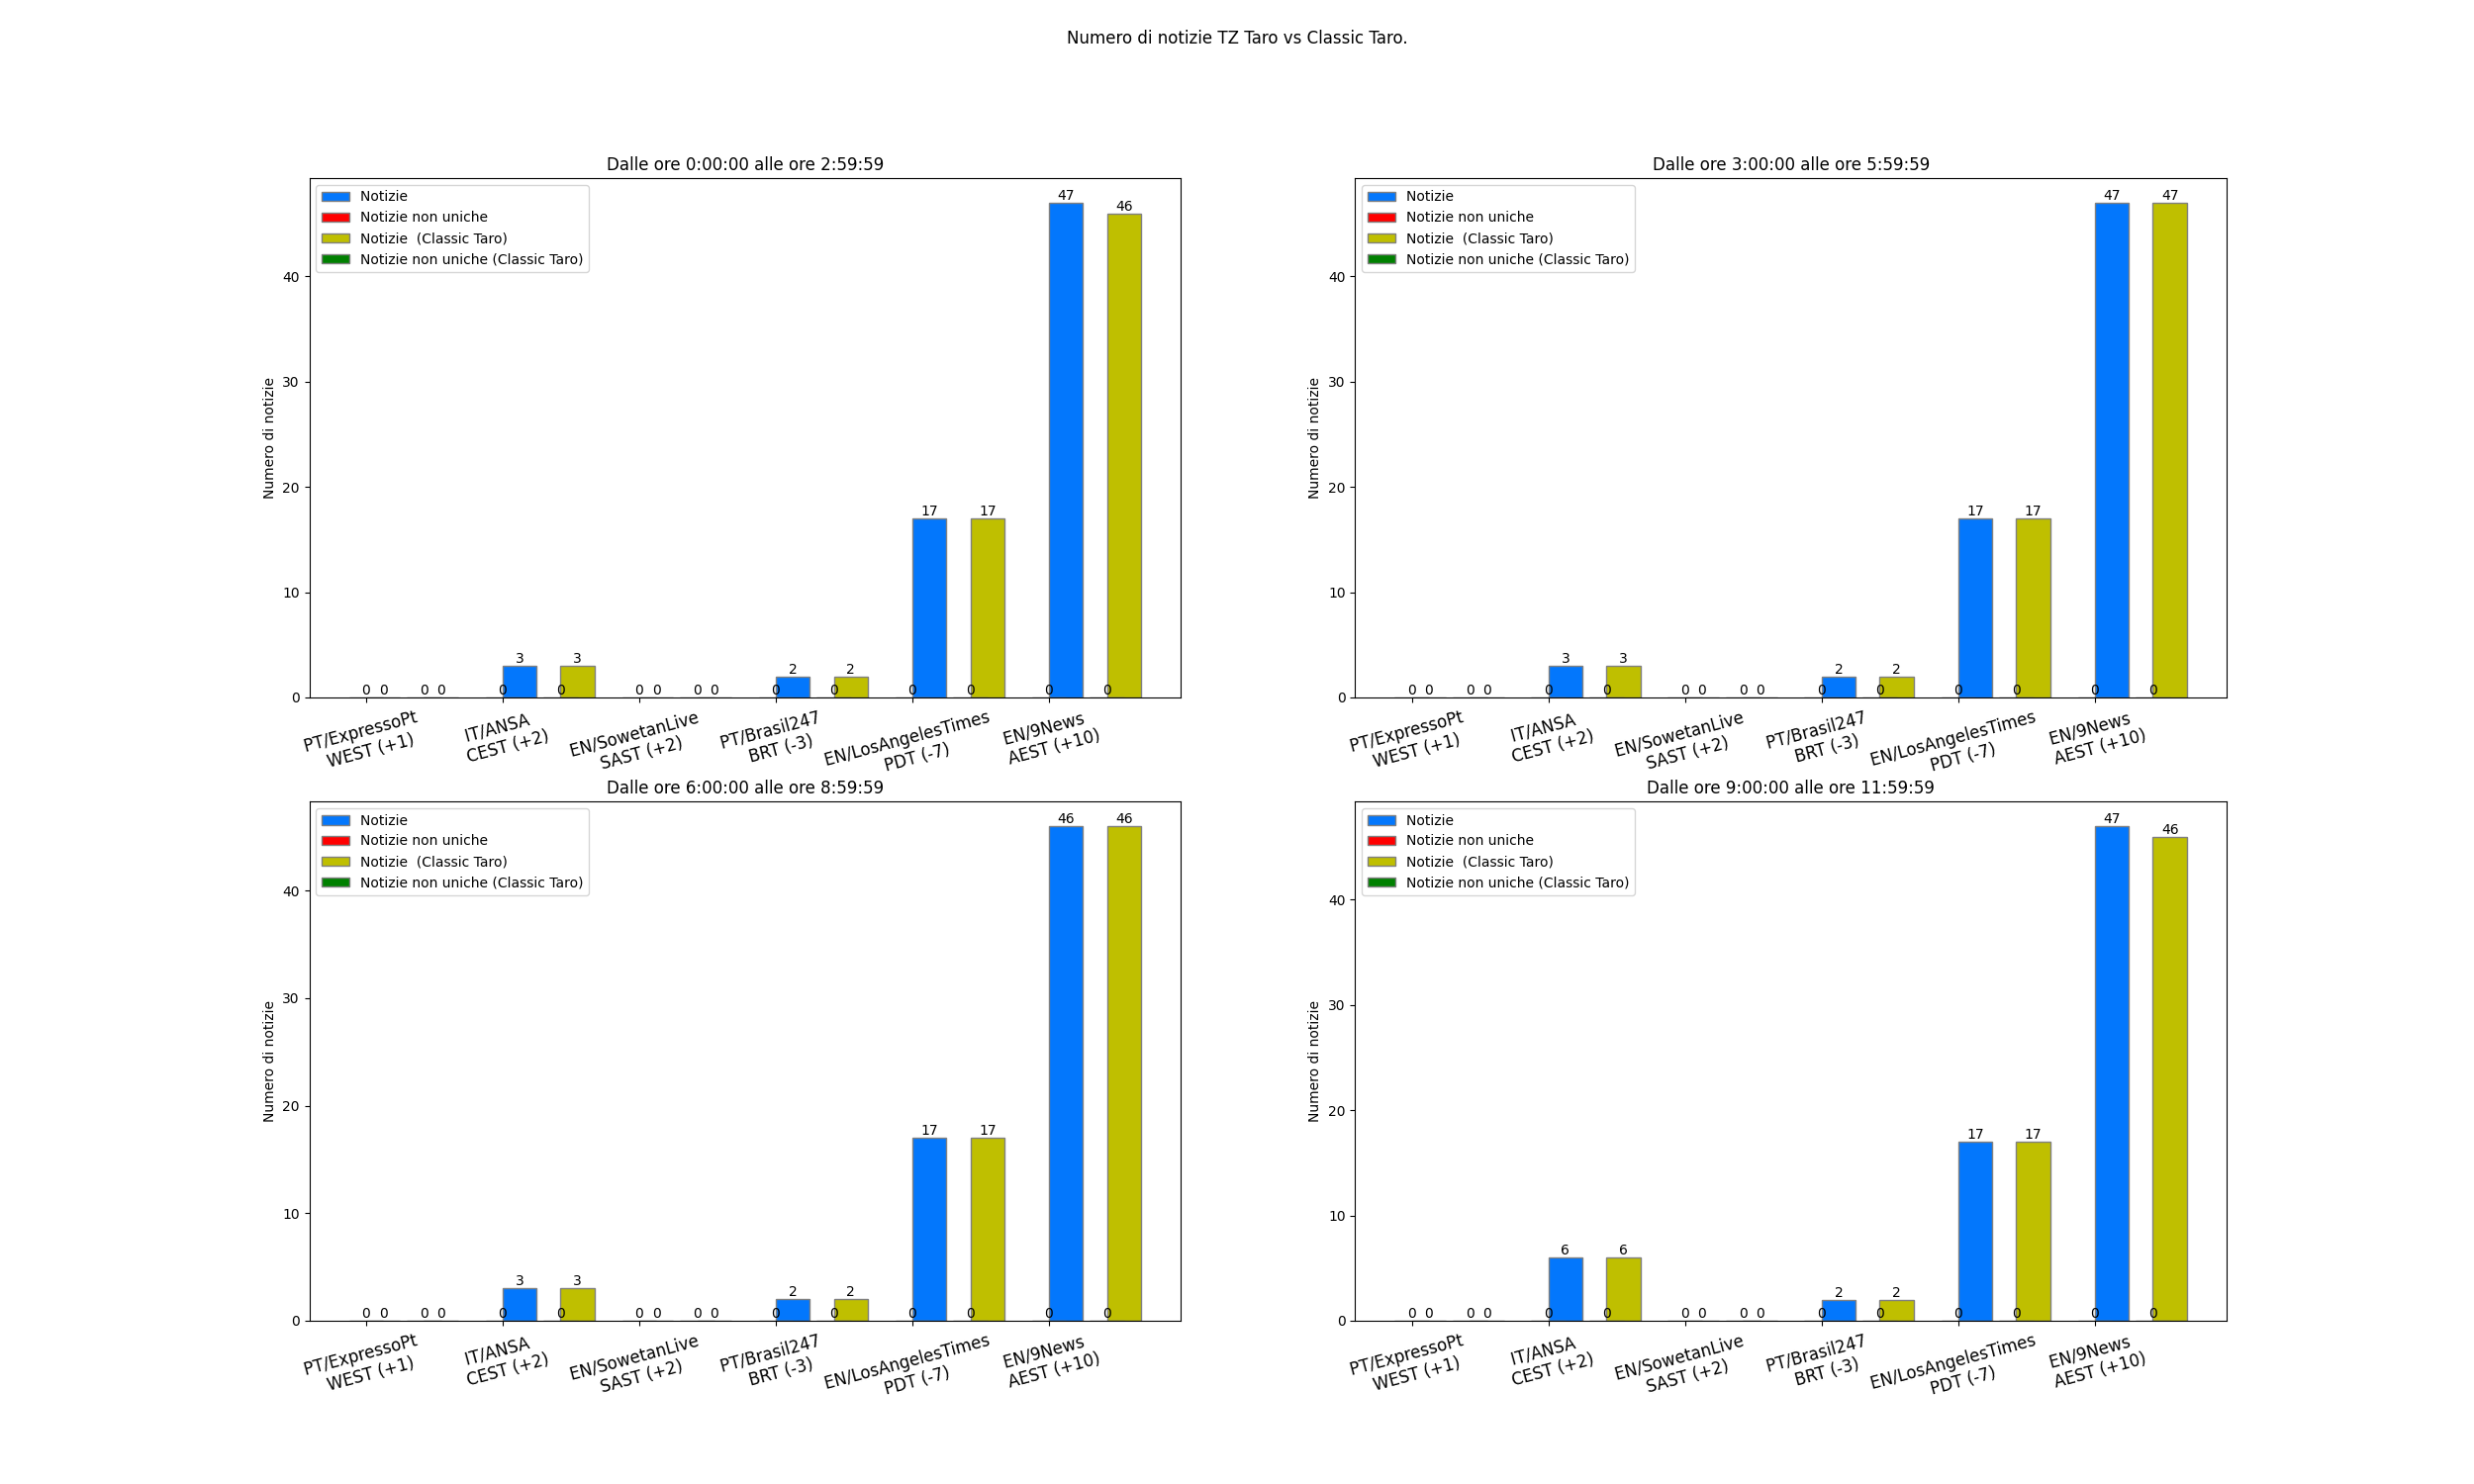 Numero di notizie TZ Taro vs Classic Taro.
Dalle ore 0:00:00 alle ore 2:59:59
Notizie
Notizie non uniche
Notizie  (Classic Taro)
Notizie non uniche (Classic Taro)
Numero di notizie
40
30
20
10
0
47
46
17
17
3
3
2
2
0 0 0 0 0 0 0 0 0 0 0 0 0 0 0 0
PT/ExpressoPt
WEST (+1)
IT/ANSA
CEST (+2)
EN/SowetanLive
SAST (+2)
PT/Brasil247
BRT (-3)
EN/LosAngelesTimes
PDT (-7)
EN/9News
AEST (+10)
Dalle ore 3:00:00 alle ore 5:59:59
Notizie
Notizie non uniche
Notizie  (Classic Taro)
Notizie non uniche (Classic Taro)
Numero di notizie
40
30
20
10
0
47
47
17
17
3
3
2
2
0 0 0 0 0 0 0 0 0 0 0 0 0 0 0 0
PT/ExpressoPt
WEST (+1)
IT/ANSA
CEST (+2)
EN/SowetanLive
SAST (+2)
PT/Brasil247
BRT (-3)
EN/LosAngelesTimes
PDT (-7)
EN/9News
AEST (+10)
Dalle ore 6:00:00 alle ore 8:59:59
Notizie
Notizie non uniche
Notizie  (Classic Taro)
Notizie non uniche (Classic Taro)
Numero di notizie
40
30
20
10
0
46
46
17
17
3
3
2
2
0 0 0 0 0 0 0 0 0 0 0 0 0 0 0 0
PT/ExpressoPt
WEST (+1)
IT/ANSA
CEST (+2)
EN/SowetanLive
SAST (+2)
PT/Brasil247
BRT (-3)
EN/LosAngelesTimes
PDT (-7)
EN/9News
AEST (+10)
Dalle ore 9:00:00 alle ore 11:59:59
Notizie
Notizie non uniche
Notizie  (Classic Taro)
Notizie non uniche (Classic Taro)
Numero di notizie
40
30
20
10
0
47
46
17
17
6
6
2
2
0 0 0 0 0 0 0 0 0 0 0 0 0 0 0 0
PT/ExpressoPt
WEST (+1)
IT/ANSA
CEST (+2)
EN/SowetanLive
SAST (+2)
PT/Brasil247
BRT (-3)
EN/LosAngelesTimes
PDT (-7)
EN/9News
AEST (+10)